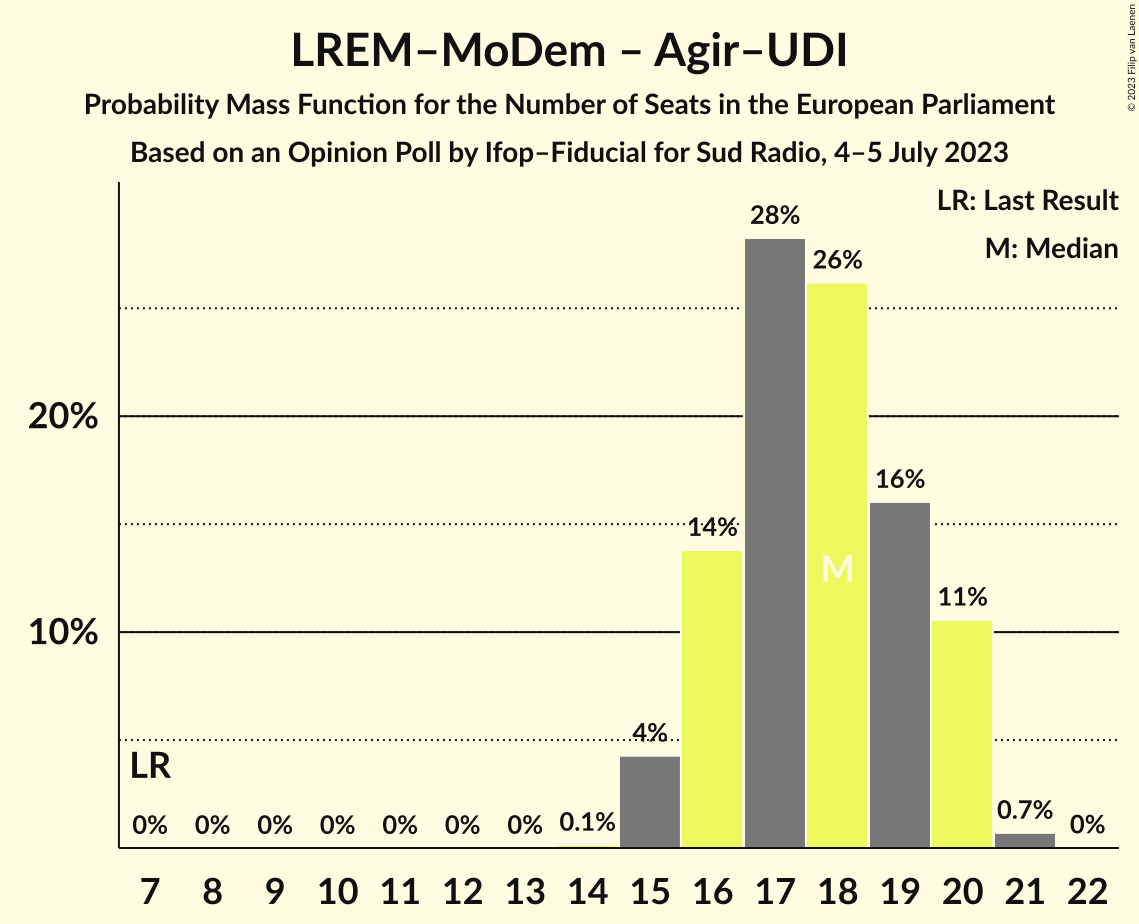 LREM–MoDem – Agir–UDI
Probability Mass Function for the Number of Seats in the European Parliament
Based on an Opinion Poll by Ifop–Fiducial for Sud Radio, 4–5 July 2023
© 2023 Filip van Laenen
LR: Last Result
M: Median
28%
26%
20%
16%
14%
M
11%
10%
4%
LR
0.7%
0% 0% 0% 0% 0% 0% 0% 0.1% 0%
7 8 9 10 11 12 13 14 15 16 17 18 19 20 21 22